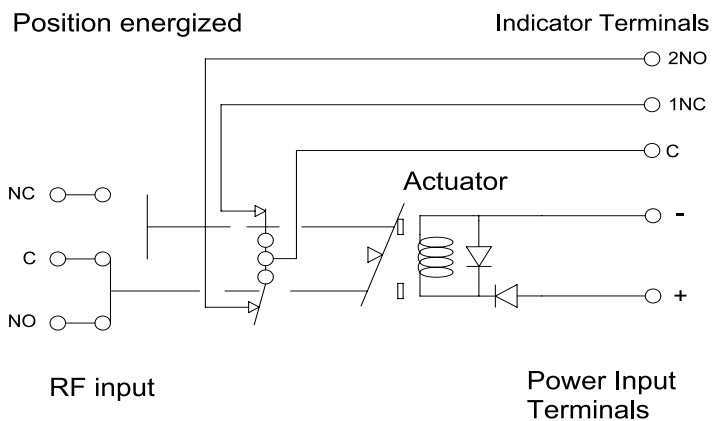 Position energized
Indicator Terminals
2NO
1NC
C
Actuator
NC
-
C
+
NO
RF input
Power Input
Terminals